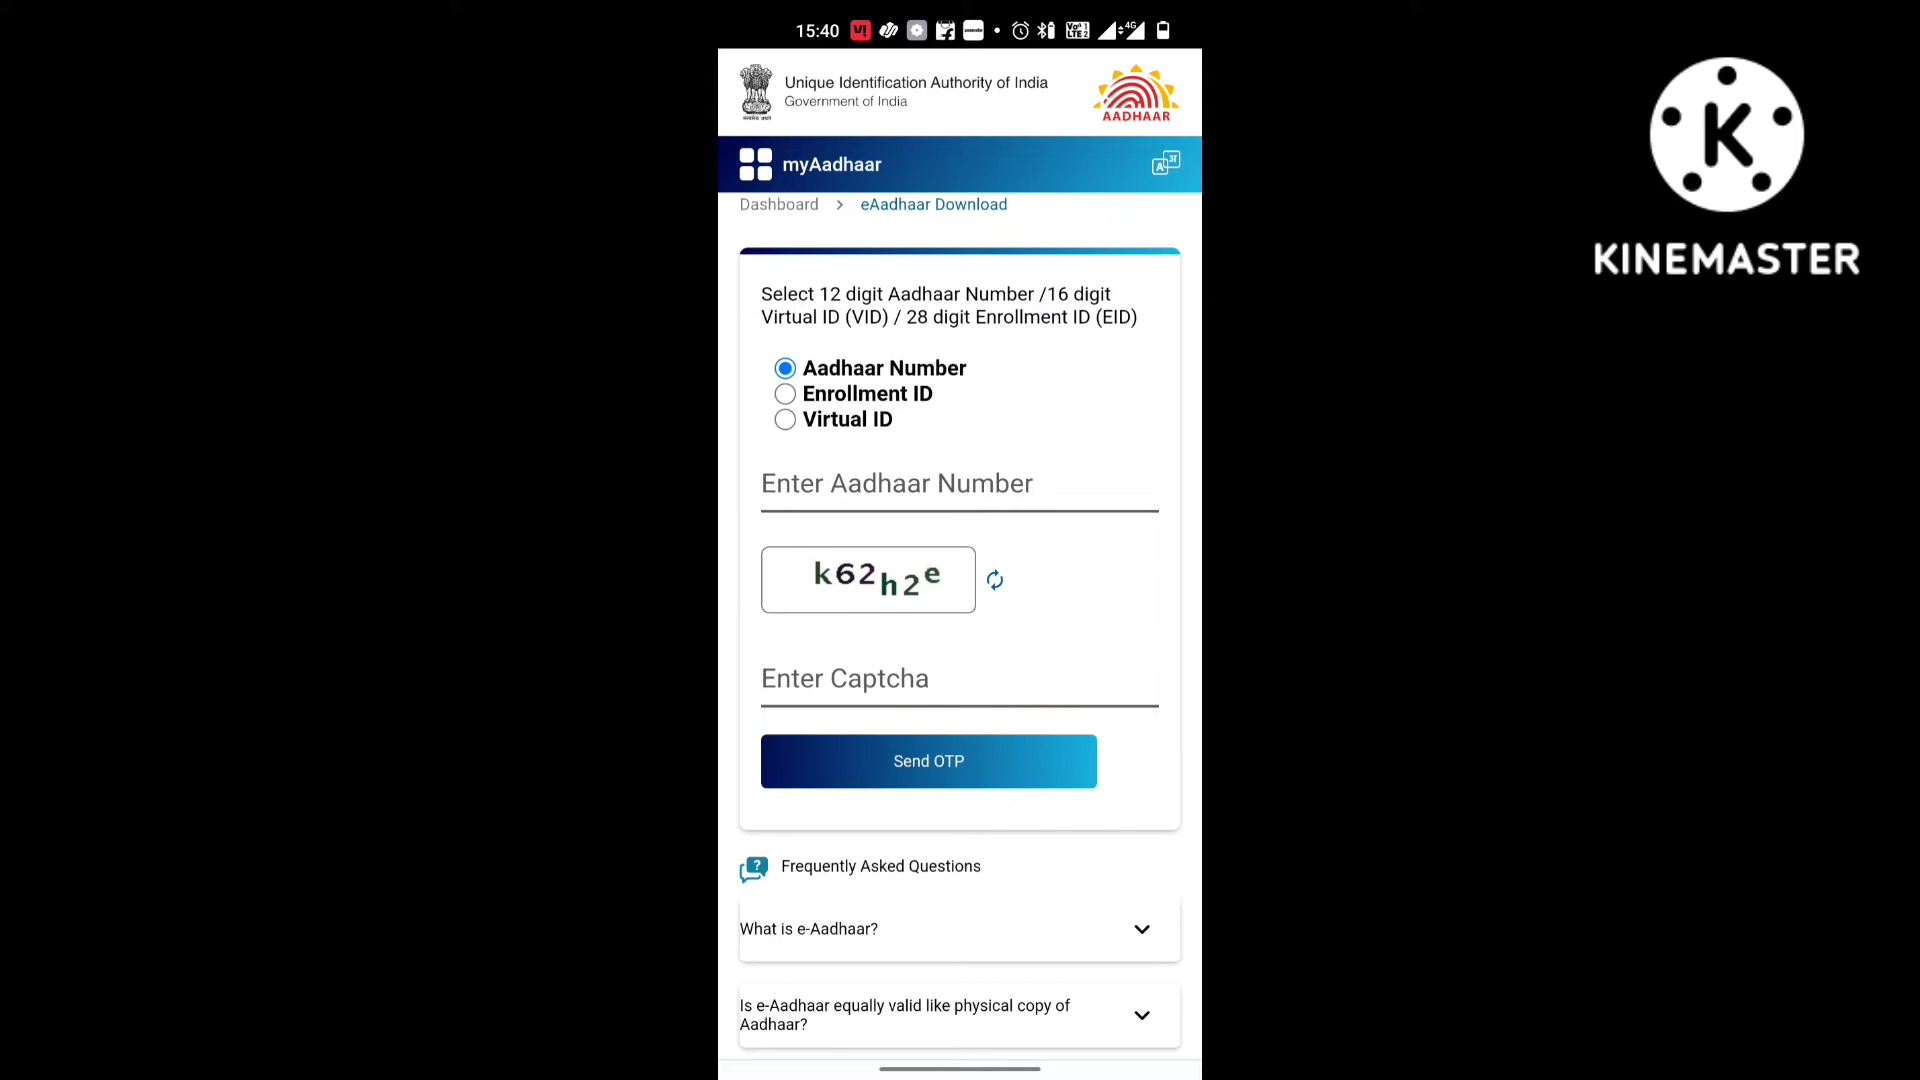 15:40
Unique Identification Authority of India
Government of India
AADHAAR
myAadhaar
Dashboard > eAadhaar Download
Select 12 digit Aadhaar Number /16 digit
Virtual ID (VID) / 28 digit Enrollment ID (EID)
Aadhaar Number
Enrollment ID
Virtual ID
Enter Aadhaar Number
k62h2e
Enter Captcha
Send OTP
Frequently Asked Questions
What is e-Aadhaar?
Is e-Aadhaar equally valid like physical copy of
Aadhaar?
K
KINEMASTER